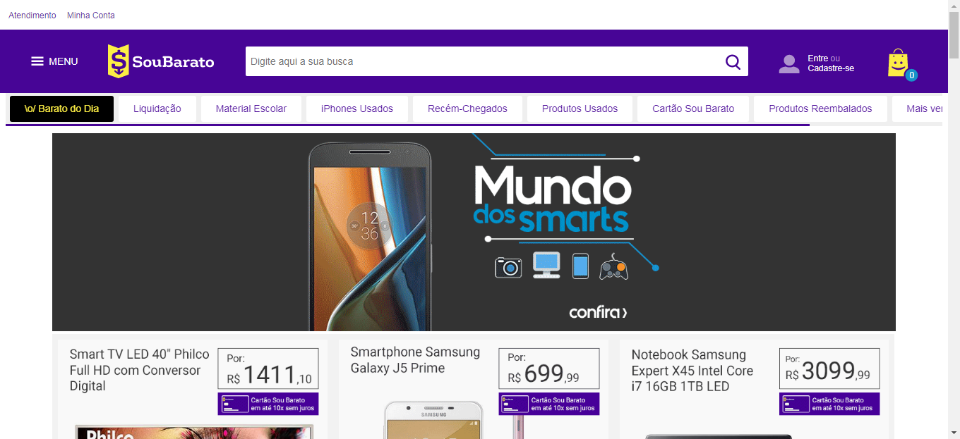 Atendimento Minha Conta
MENU
SouBarato
Digite aqui a sua busca
Entre ou
Cadastre-se
0
\o/ Barato do Dia
Liquidação
Material Escolar
iPhones Usados
Recém-Chegados
Produtos Usados
Cartão Sou Barato
Produtos Reembalados
Mais ver
12
36
Mundo
dos smarts
confira
Smart TV LED 40" Philco
Full HD com Conversor
Digital
Por:
R$ 1411,10
Cartão Sou Barato
em até 10x sem juros
Smartphone Samsung
Galaxy J5 Prime
Por:
R$ 699,99
Cartão Sou Barato
em até 10x sem juros
SAMSUNG
Notebook Samsung
Expert X45 Intel Core
i7 16GB 1TB LED
Por:
R$ 3099,99
Cartão Sou Barato
em até 10x sem juros
Philco